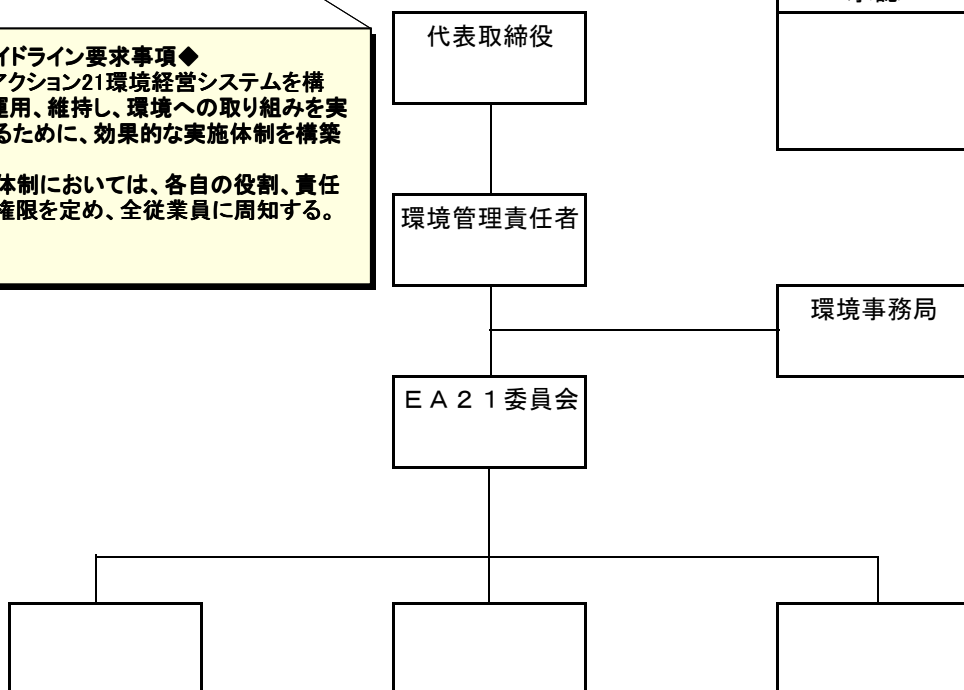 代表取締役
イドライン要求事項◆
アクション21環境経営システムを構
運用、維持し、環境への取り組みを実
るために、効果的な実施体制を構築
体制においては、各自の役割、責任
権限を定め、全従業員に周知する。
環境管理責任者
環境事務局
ＥＡ２１委員会